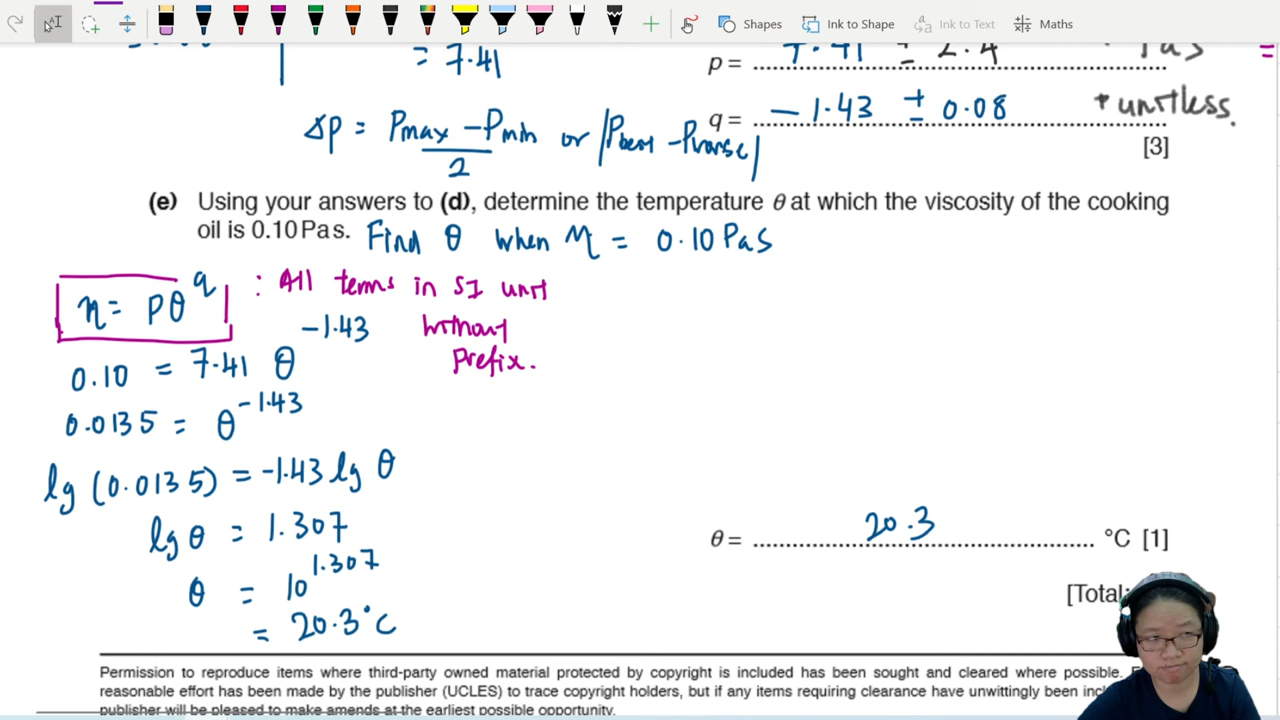 Shapes Ink to Shape Ink to Text Maths
= 7.41
p = 7.41 ± 2.4 Pas
Δp = Pmax - Pmin / 2 or |Pbest - Pworse|
q = -1.43 ± 0.08 unitless.
[3]
(e) Using your answers to (d), determine the temperature θ at which the viscosity of the cooking
oil is 0.10 Pa s. Find θ when η = 0.10 Pas
η = Pθ^q : All terms in SI unit
without
prefix.
0.10 = 7.41 θ^-1.43
0.0135 = θ^-1.43
lg (0.0135) = -1.43 lg θ
lg θ = 1.307
θ = 10^1.307
= 20.3°C
θ = 20.3 °C [1]
[Total:
Permission to reproduce items where third-party owned material protected by copyright is included has been sought and cleared where possible.
reasonable effort has been made by the publisher (UCLES) to trace copyright holders, but if any items requiring clearance have unwittingly been
publisher will be pleased to make amends at the earliest possible opportunity.